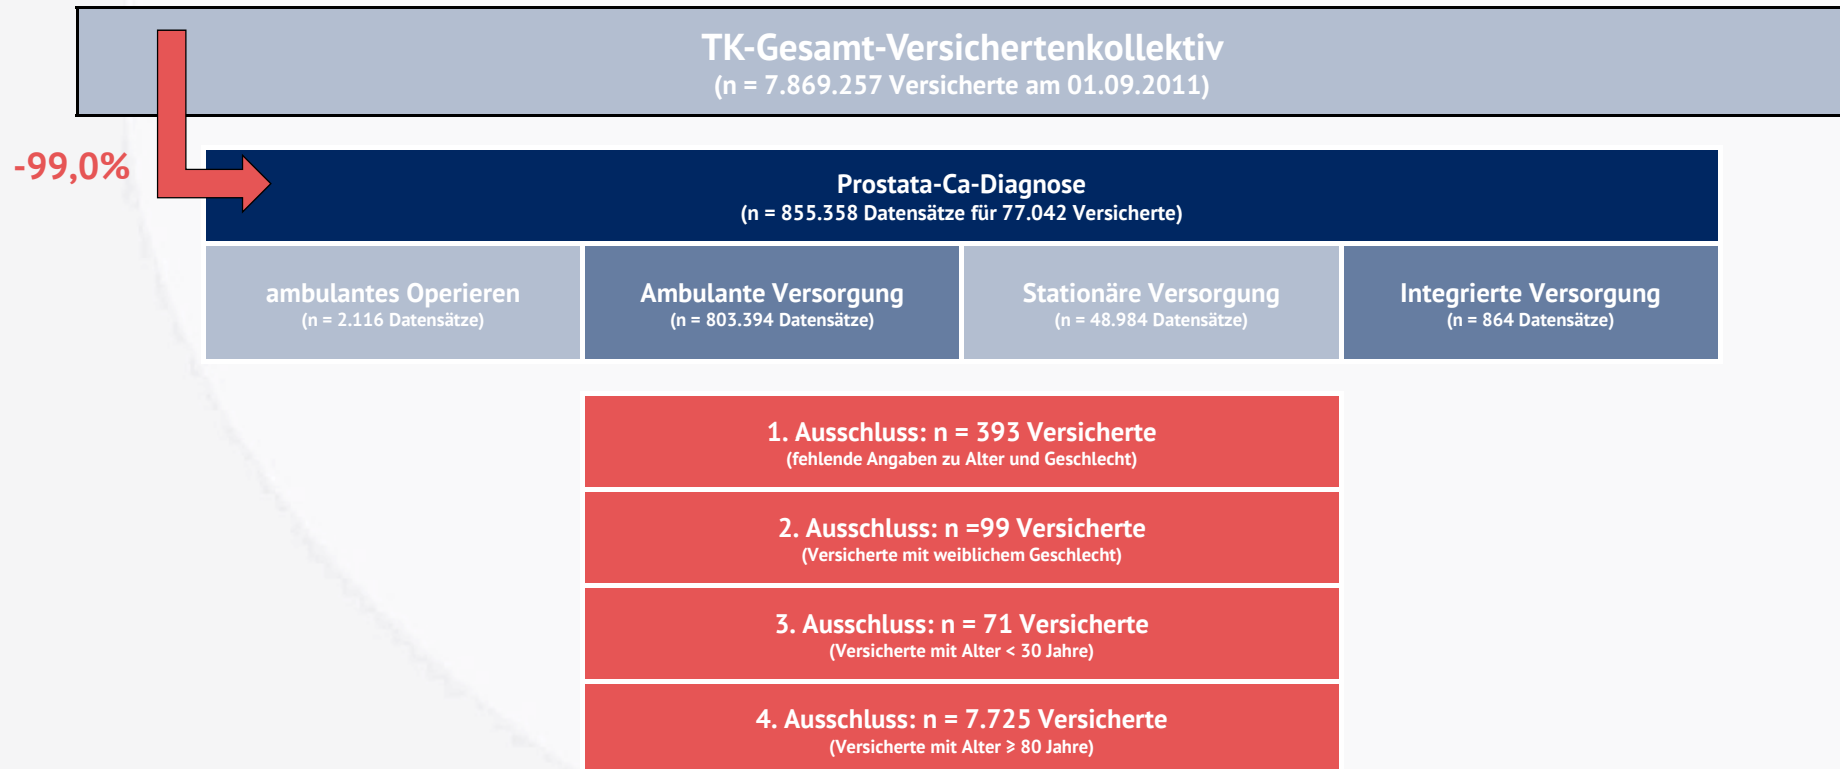 TK-Gesamt-Versichertenkollektiv
(n = 7.869.257 Versicherte am 01.09.2011)
-99,0%
Prostata-Ca-Diagnose
(n = 855.358 Datensätze für 77.042 Versicherte)
ambulantes Operieren
(n = 2.116 Datensätze)
Ambulante Versorgung
(n = 803.394 Datensätze)
Stationäre Versorgung
(n = 48.984 Datensätze)
Integrierte Versorgung
(n = 864 Datensätze)
1. Ausschluss: n = 393 Versicherte
(fehlende Angaben zu Alter und Geschlecht)
2. Ausschluss: n =99 Versicherte
(Versicherte mit weiblichem Geschlecht)
3. Ausschluss: n = 71 Versicherte
(Versicherte mit Alter < 30 Jahre)
4. Ausschluss: n = 7.725 Versicherte
(Versicherte mit Alter ⩾ 80 Jahre)